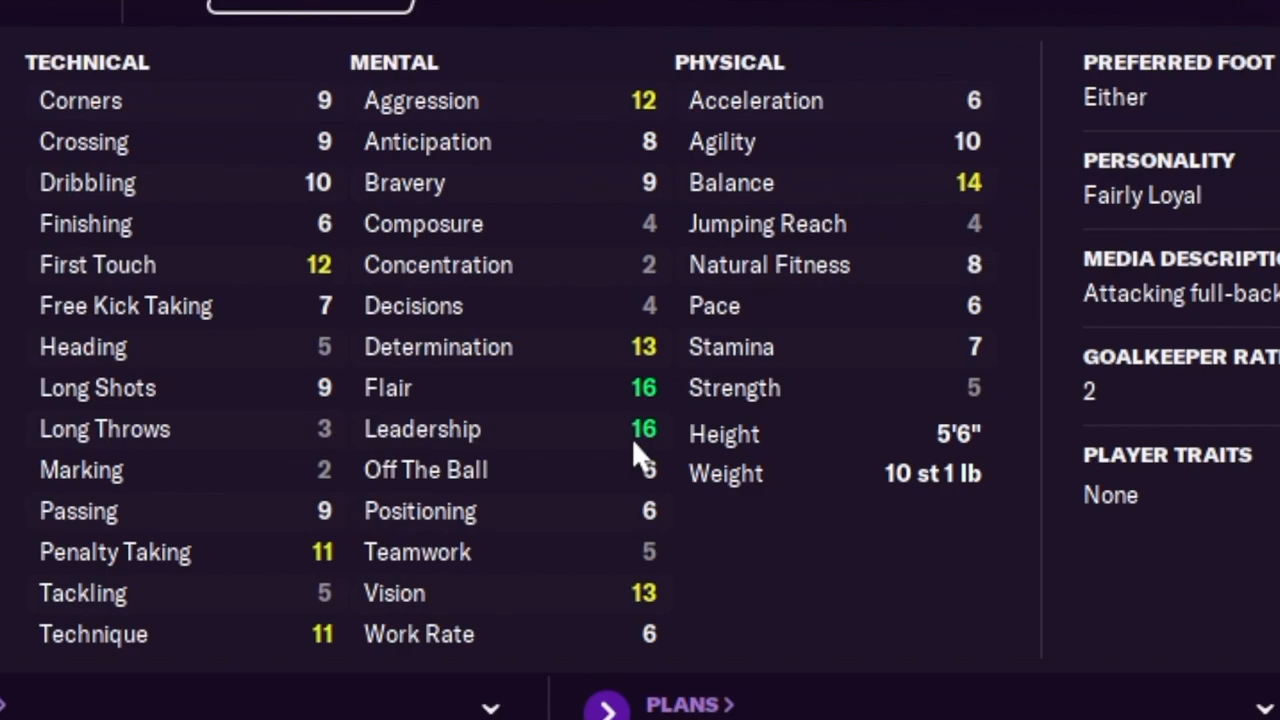 TECHNICAL
Corners 9
Crossing 9
Dribbling 10
Finishing 6
First Touch 12
Free Kick Taking 7
Heading 5
Long Shots 9
Long Throws 3
Marking 2
Passing 9
Penalty Taking 11
Tackling 5
Technique 11
MENTAL
Aggression 12
Anticipation 8
Bravery 9
Composure 4
Concentration 2
Decisions 4
Determination 13
Flair 16
Leadership 16
Off The Ball 6
Positioning 6
Teamwork 5
Vision 13
Work Rate 6
PHYSICAL
Acceleration 6
Agility 10
Balance 14
Jumping Reach 4
Natural Fitness 8
Pace 6
Stamina 7
Strength 5
Height 5'6"
Weight 10 st 1 lb
PREFERRED FOOT
Either
PERSONALITY
Fairly Loyal
MEDIA DESCRIPTI
Attacking full-back
GOALKEEPER RATI
2
PLAYER TRAITS
None
PLANS